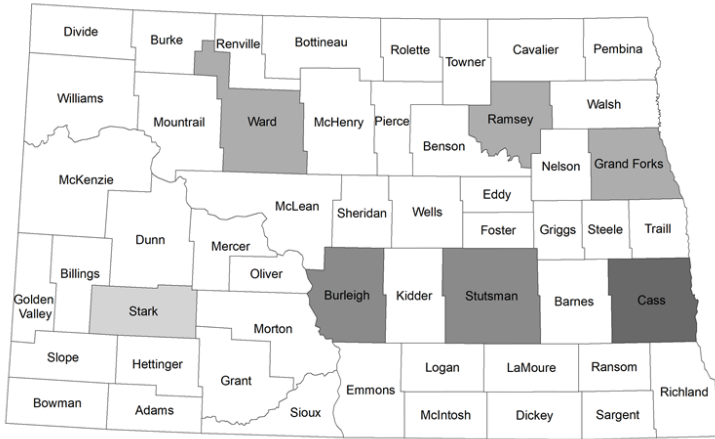 Divide
Burke
Renville
Bottineau
Rolette
Towner
Cavalier
Pembina
Williams
Mountrail
Ward
McHenry
Pierce
Benson
Ramsey
Walsh
Nelson
Grand Forks
McKenzie
Dunn
McLean
Mercer
Oliver
Sheridan
Wells
Eddy
Foster
Griggs
Steele
Traill
Golden
Valley
Billings
Stark
Morton
Burleigh
Kidder
Stutsman
Barnes
Cass
Slope
Hettinger
Grant
Emmons
Logan
LaMoure
Ransom
Richland
Bowman
Adams
Sioux
McIntosh
Dickey
Sargent